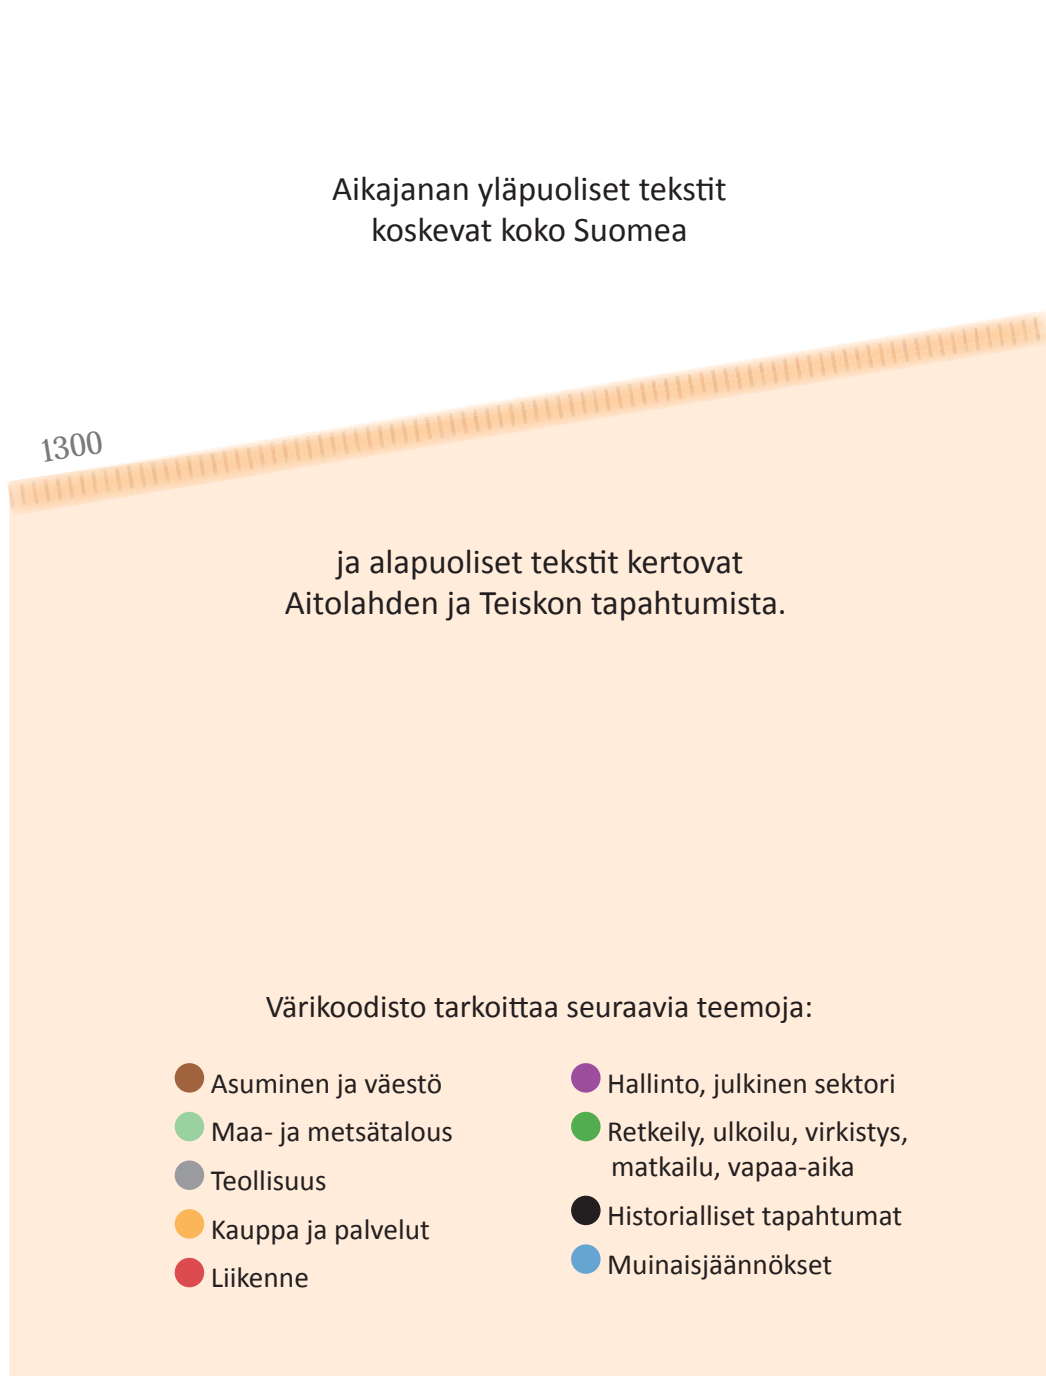 Aikajanan yläpuoliset tekstit
koskevat koko Suomea
1300
ja alapuoliset tekstit kertovat
Aitolahden ja Teiskon tapahtumista.
Värikoodisto tarkoittaa seuraavia teemoja:
Asuminen ja väestö
Maa- ja metsätalous
Teollisuus
Kauppa ja palvelut
Liikenne
Hallinto, julkinen sektori
Retkeily, ulkoilu, virkistys,
matkailu, vapaa-aika
Historialliset tapahtumat
Muinaisjäännökset